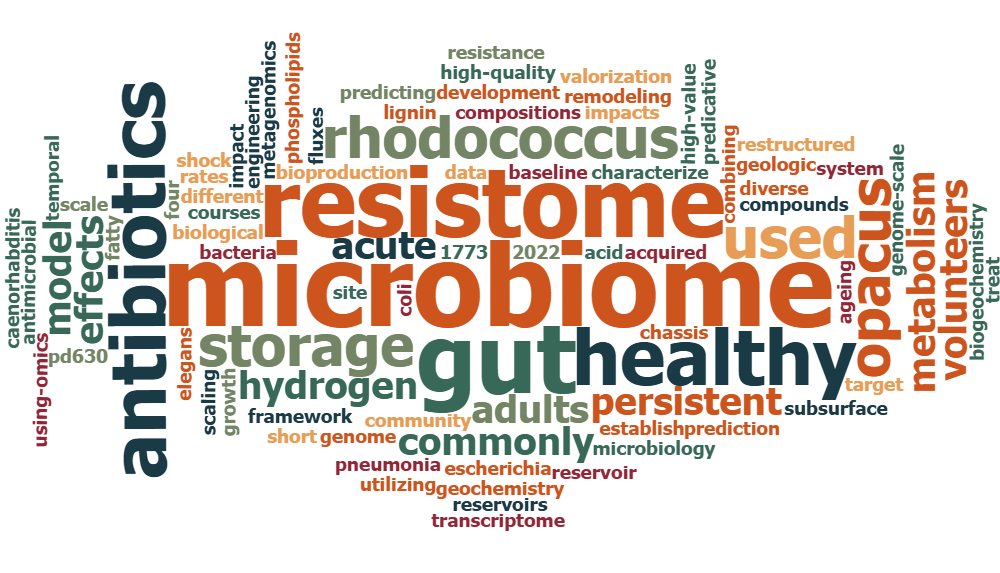 resistance
high-quality
valorization
predicting
development
remodeling
lignin
compositions
impacts
rhodococcus
high-value
predicative
phospholipids
metagenomics
engineering
impact
fluxes
shock
rates
different
courses
biological
bacteria
four
bioproduction
data
baseline
characterize
combining
restructured
geologic
system
diverse
compounds
resistome
acute
1773
2022
acid
acquired
used
microbiome
site
coli
chassis
ageing
opacus
genome-scale
metabolism
volunteers
biogeochemistry
treat
temporal
scale
caenorhabditis
antimicrobial
model
effects
fatty
antibiotics
pd630
using-omics
elegans
scaling
growth
storage
hydrogen
gut
healthy
target
framework
community
adults
persistent
subsurface
short
genome
commonly
establish
prediction
microbiology
pneumonia
escherichia
reservoir
utilizing
geochemistry
reservoirs
transcriptome